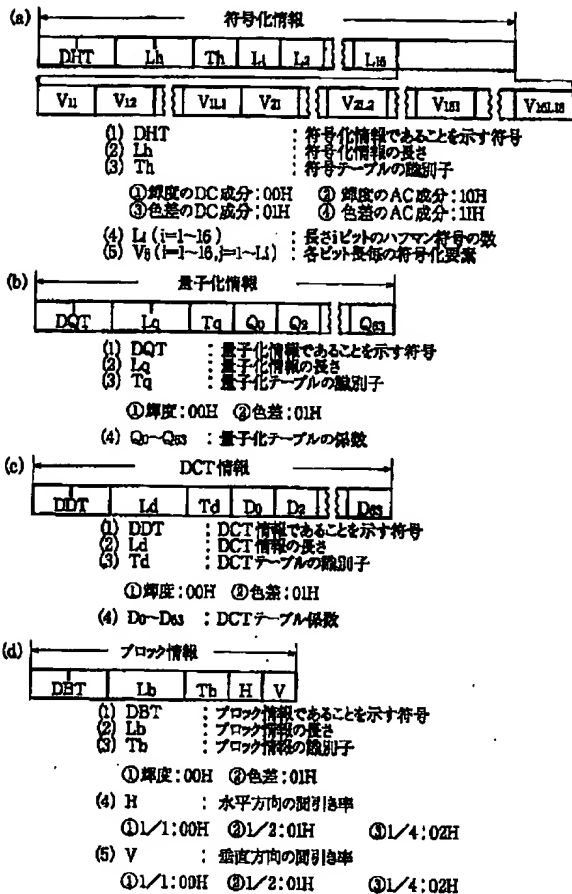 (a) 符号化情報
DHT Lh Th L1 L2 L16
V11 V12 V1L1 V21 V2L2 V161 V16L16
(1) DHT : 符号化情報であることを示す符号
(2) Lh : 符号化情報の長さ
(3) Th : 符号テーブルの識別子
①輝度のDC成分:00H ② 輝度のAC成分:10H
③色差のDC成分:01H ④ 色差のAC成分:11H
(4) Li (i=1~16) : 長さiビットのハフマン符号の数
(5) Vij (i=1~16,j=1~Li) : 各ビット長毎の符号化要素
(b) 量子化情報
DQT Lq Tq Q0 Q2 Q63
(1) DQT : 量子化情報であることを示す符号
(2) Lq : 量子化情報の長さ
(3) Tq : 量子化テーブルの識別子
①輝度:00H ②色差:01H
(4) Q0~Q63 : 量子化テーブルの係数
(c) DCT情報
DDT Ld Td D0 D2 D63
(1) DDT : DCT情報であることを示す符号
(2) Ld : DCT情報の長さ
(3) Td : DCTテーブルの識別子
①輝度:00H ②色差:01H
(4) D0~D63 : DCTテーブル係数
(d) ブロック情報
DBT Lb Tb H V
(1) DBT : ブロック情報であることを示す符号
(2) Lb : ブロック情報の長さ
(3) Tb : ブロック情報の識別子
①輝度:00H ②色差:01H
(4) H : 水平方向の間引き率
①1/1:00H ②1/2:01H ③1/4:02H
(5) V : 垂直方向の間引き率
①1/1:00H ②1/2:01H ③1/4:02H